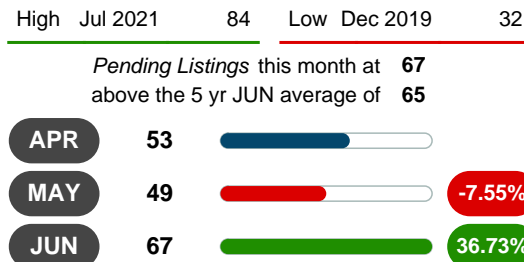 High Jul 2021 84 Low Dec 2019 32
Pending Listings this month at 67
above the 5 yr JUN average of 65
APR 53
MAY 49 -7.55%
JUN 67 36.73%